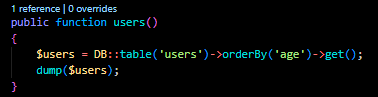 1 reference | 0 overrides
public function users()
{
    $users = DB::table('users')->orderBy('age')->get();
    dump($users);
}